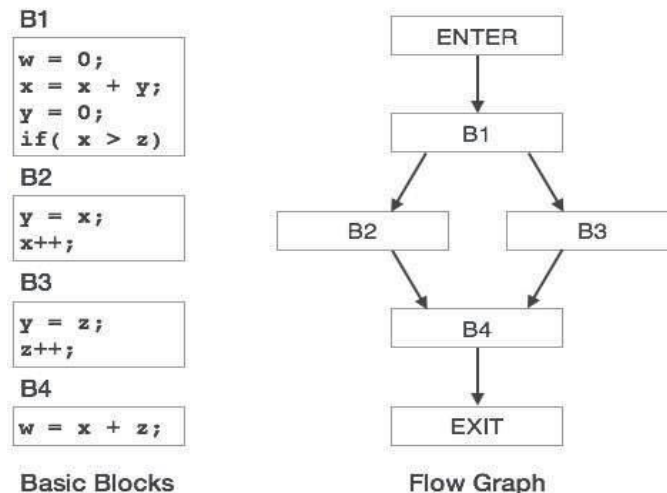 B1
w = 0;
x = x + y;
y = 0;
if( x > z)
B2
y = x;
x++;
B3
y = z;
z++;
B4
w = x + z;
Basic Blocks
ENTER
B1
B2
B3
B4
EXIT
Flow Graph